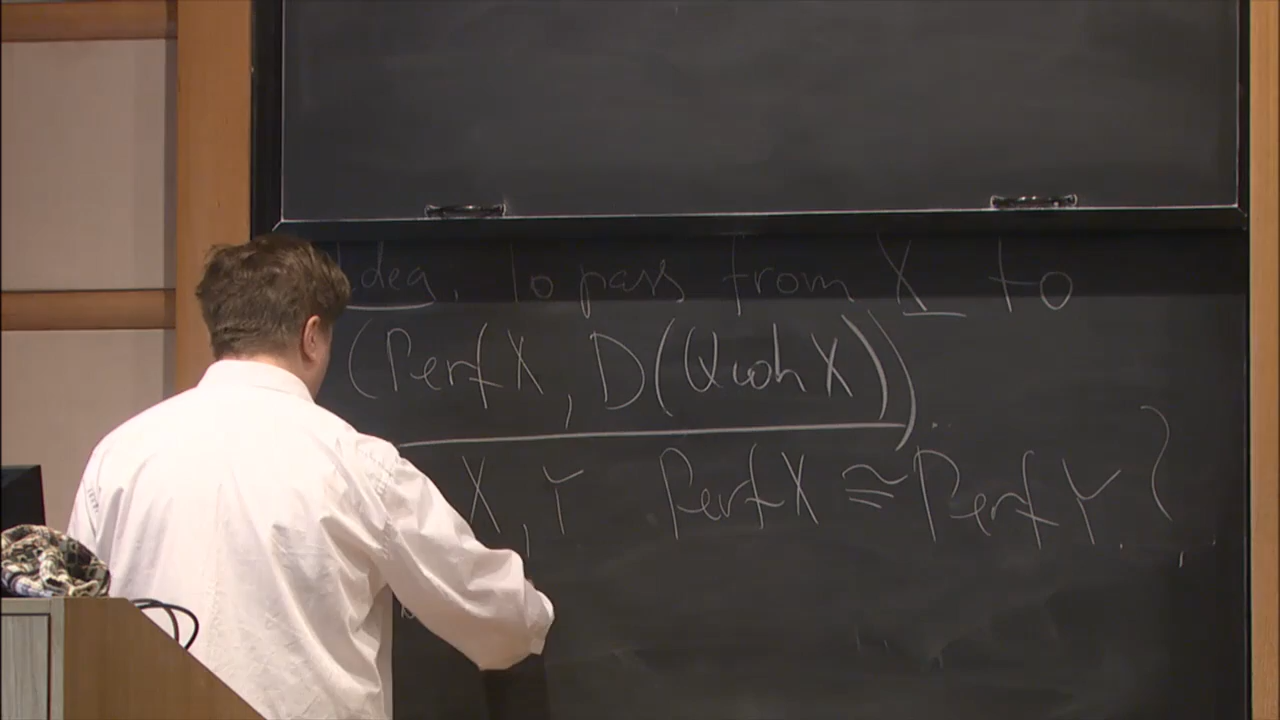 Idea. To pass from X to
(Perf X, D(Qcoh X)).
X, Y Perf X ≅ Perf Y ?